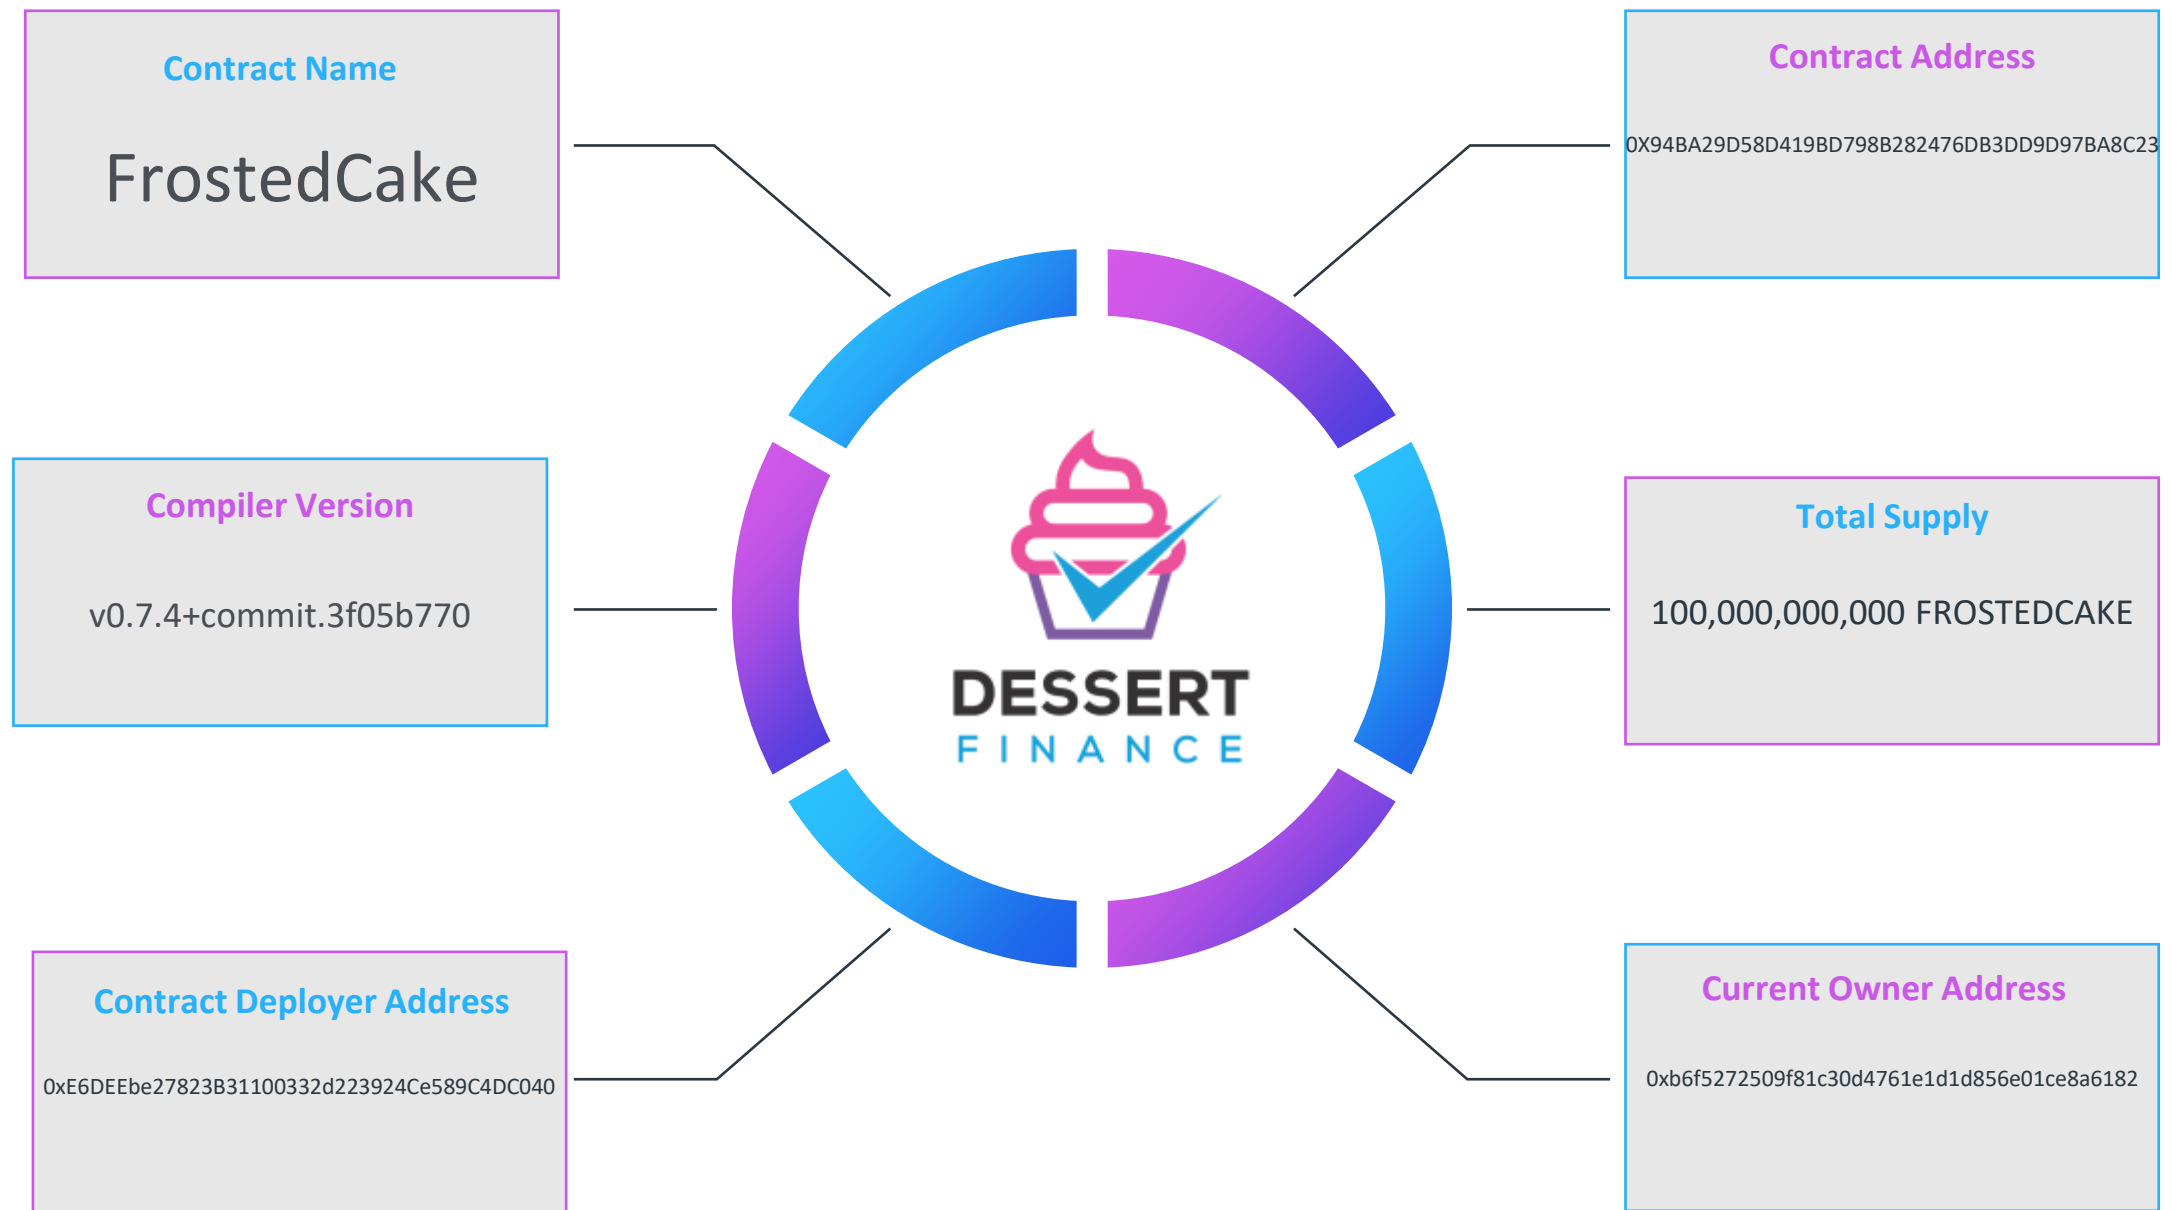 Contract Name
FrostedCake
Contract Address
0X94BA29D58D419BD798B282476DB3DD9D97BA8C23
Compiler Version
v0.7.4+commit.3f05b770
DESSERT
FINANCE
Total Supply
100,000,000,000 FROSTEDCAKE
Contract Deployer Address
0xE6DEEbe27823B31100332d223924Ce589C4DC040
Current Owner Address
0xb6f5272509f81c30d4761e1d1d856e01ce8a6182